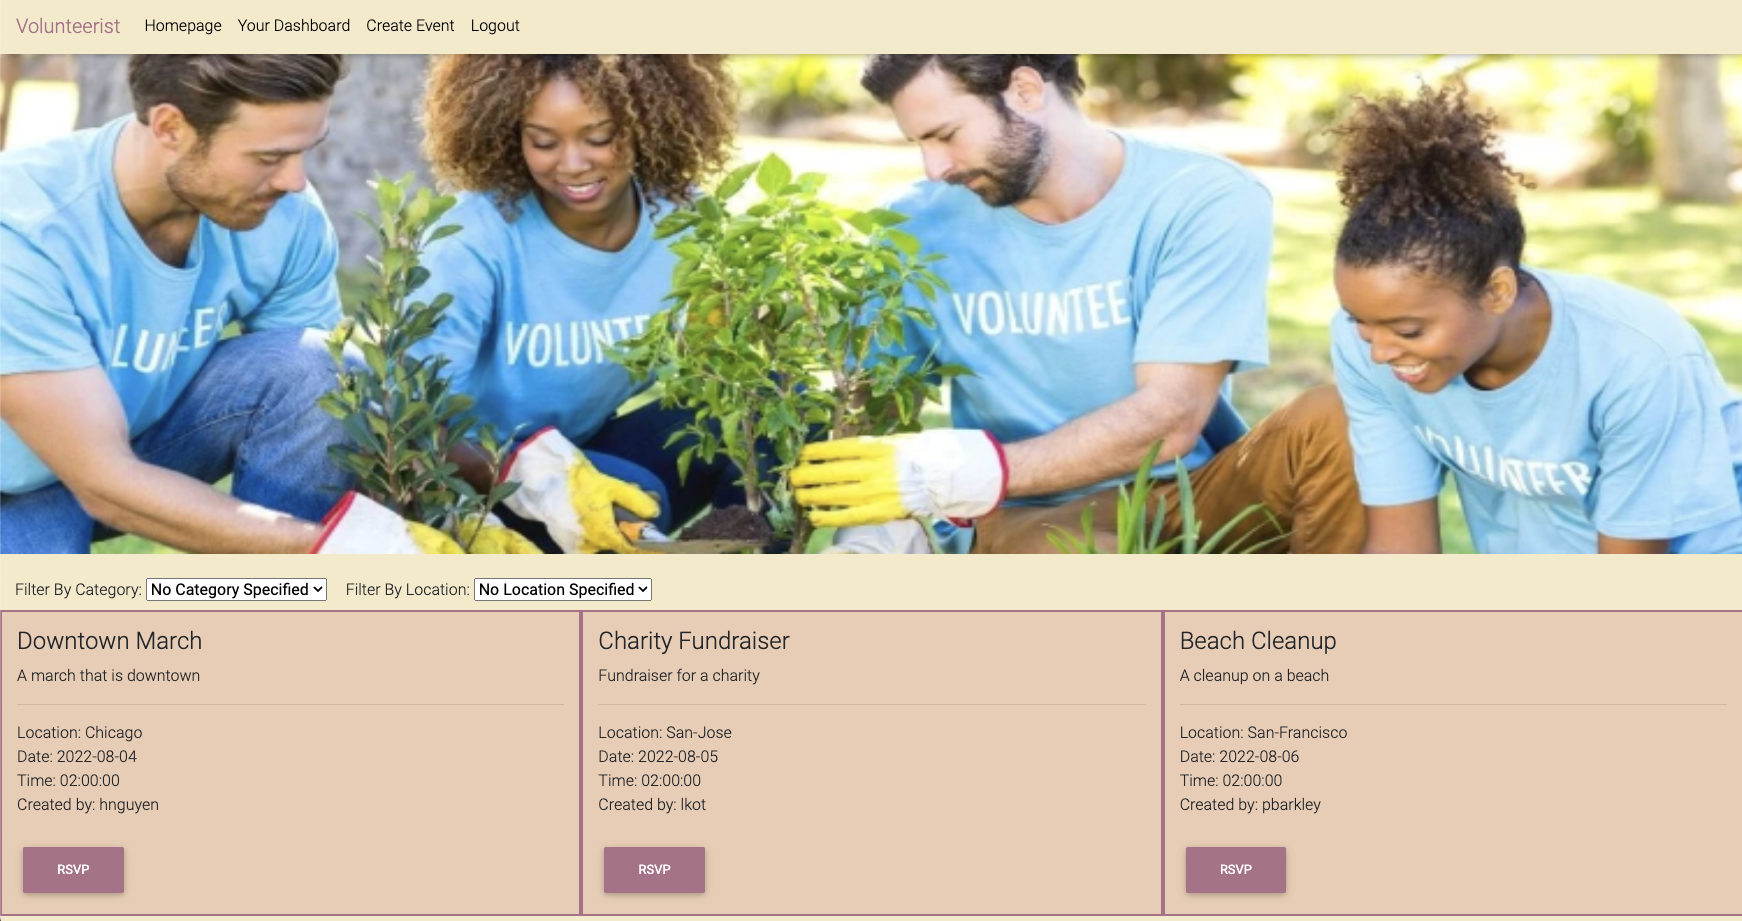 Volunteerist Homepage Your Dashboard Create Event Logout
LUNEE
VOLUNTE
VOLUNTEE
VOLUNTEER
Filter By Category: No Category Specified Filter By Location: No Location Specified
Downtown March
A march that is downtown
Location: Chicago
Date: 2022-08-04
Time: 02:00:00
Created by: hnguyen
RSVP
Charity Fundraiser
Fundraiser for a charity
Location: San-Jose
Date: 2022-08-05
Time: 02:00:00
Created by: lkot
RSVP
Beach Cleanup
A cleanup on a beach
Location: San-Francisco
Date: 2022-08-06
Time: 02:00:00
Created by: pbarkley
RSVP